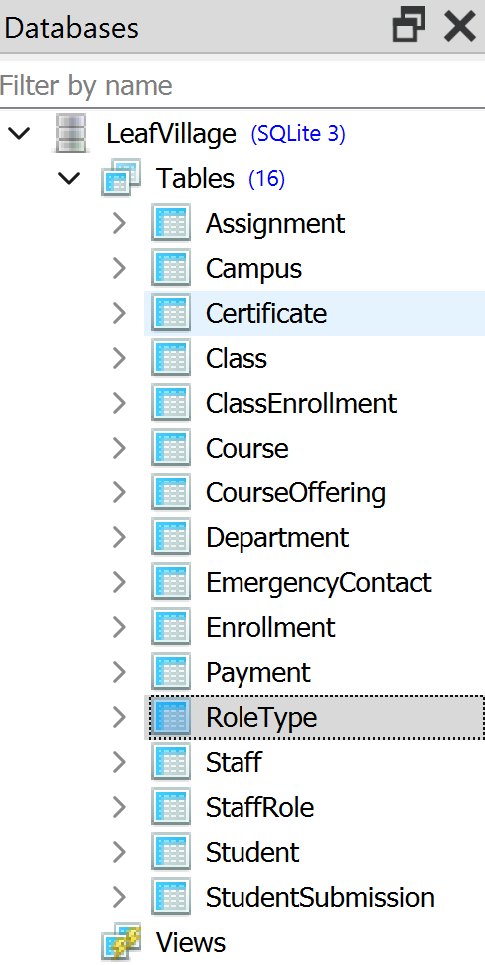 Databases
Filter by name
LeafVillage (SQLite 3)
Tables (16)
Assignment
Campus
Certificate
Class
ClassEnrollment
Course
CourseOffering
Department
EmergencyContact
Enrollment
Payment
RoleType
Staff
StaffRole
Student
StudentSubmission
Views